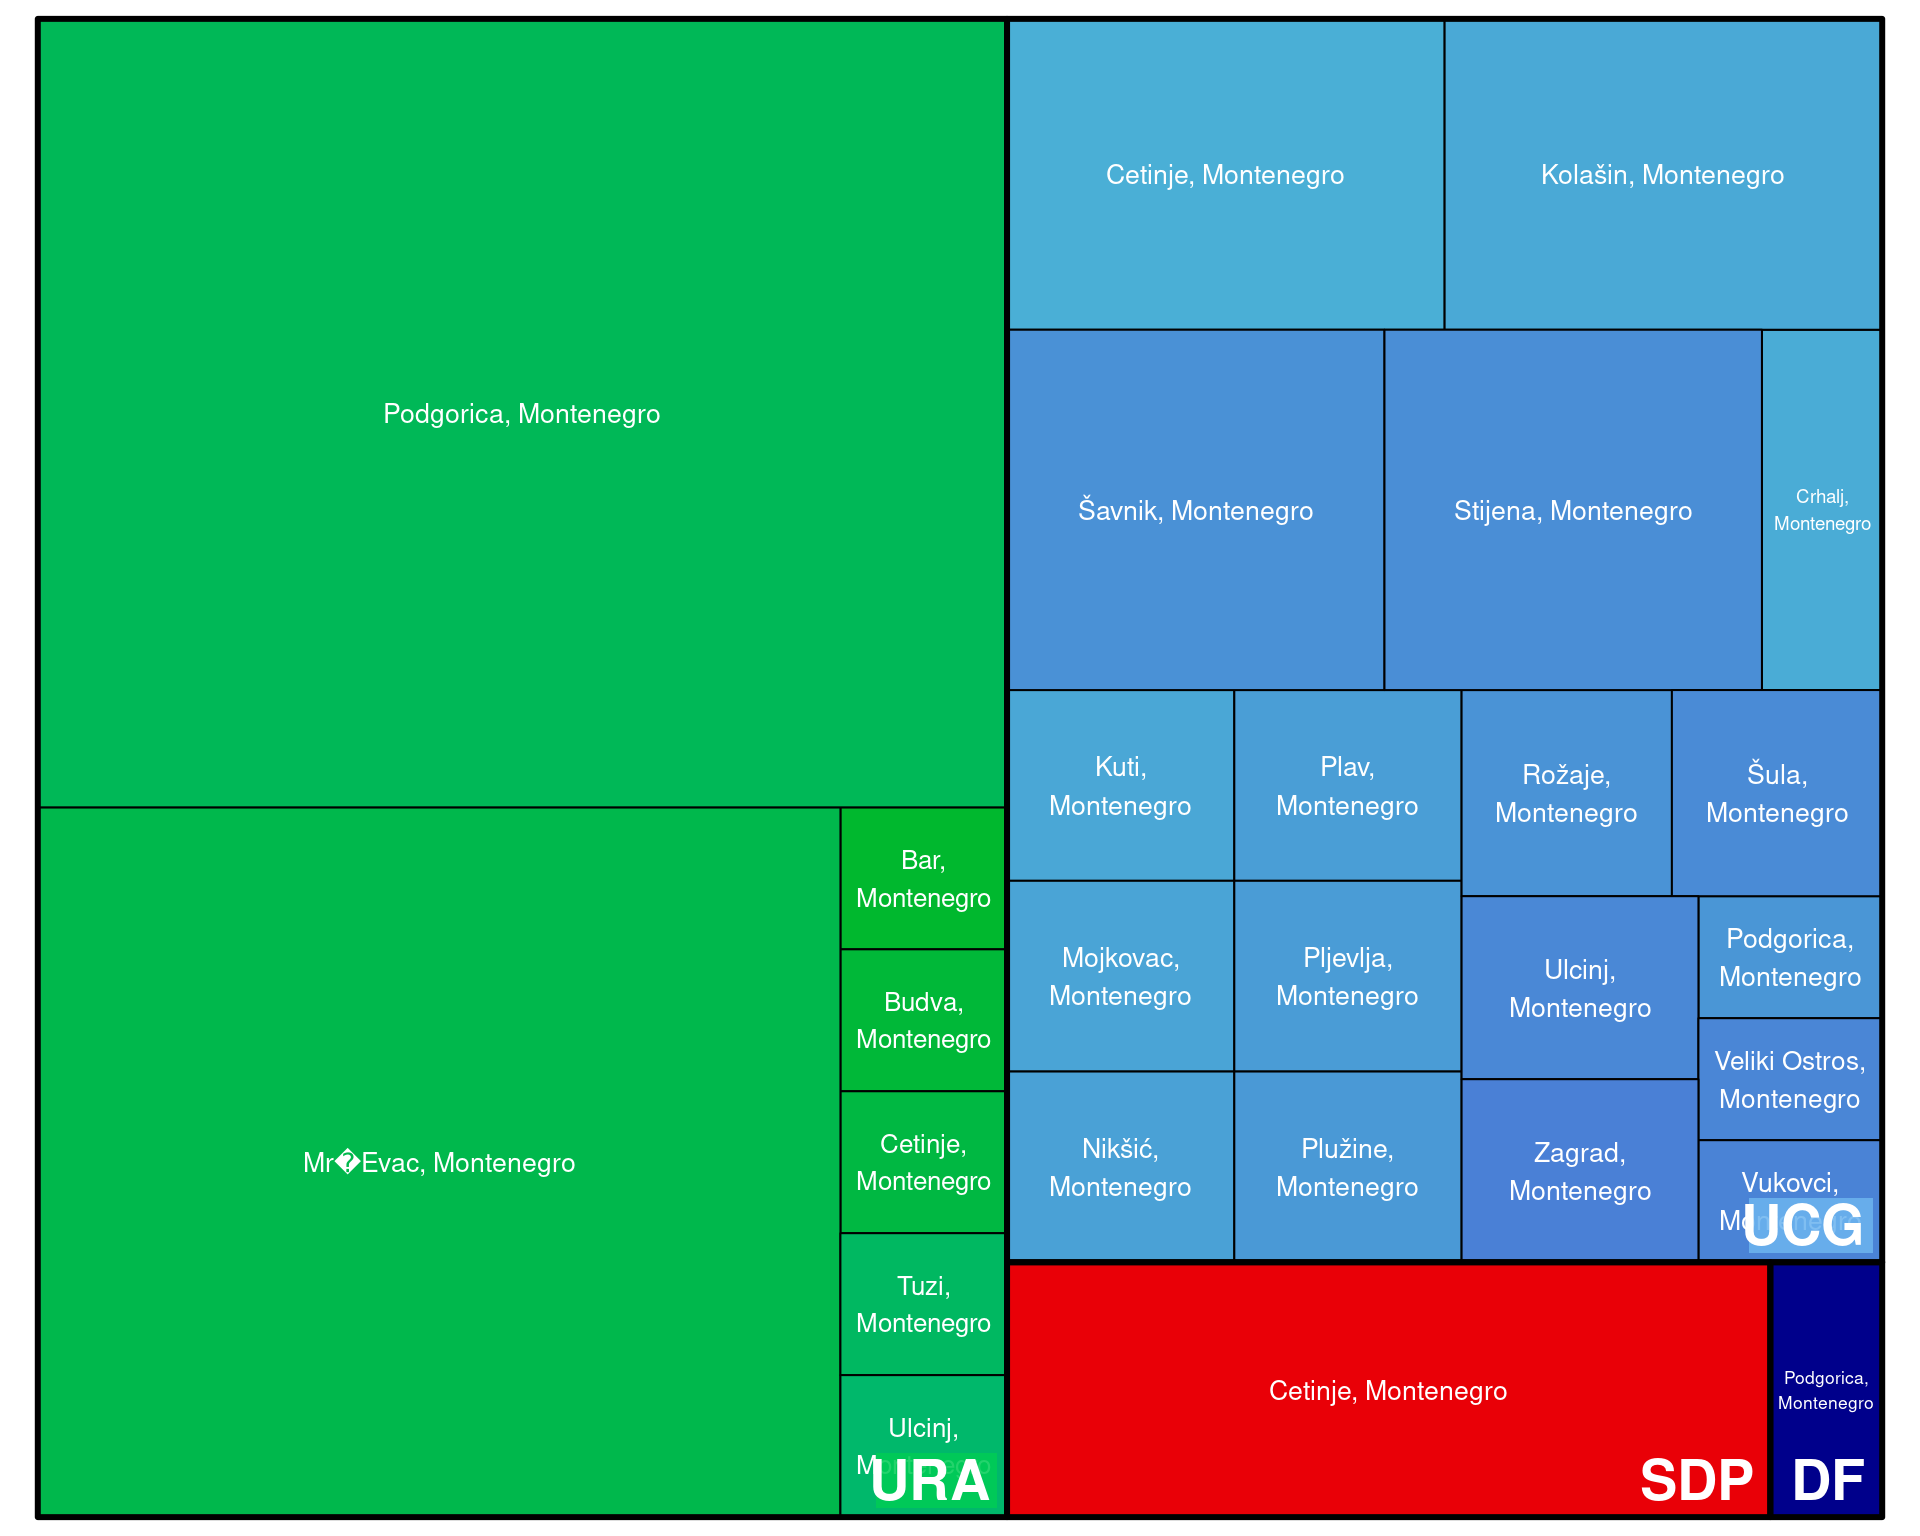 Podgorica, Montenegro
Mr�Evac, Montenegro
Bar,
Montenegro
Budva,
Montenegro
Cetinje,
Montenegro
Tuzi,
Montenegro
Ulcinj,
Montenegro
URA
Cetinje, Montenegro
Kolašin, Montenegro
Šavnik, Montenegro
Stijena, Montenegro
Crhalj,
Montenegro
Kuti,
Montenegro
Plav,
Montenegro
Rožaje,
Montenegro
Šula,
Montenegro
Mojkovac,
Montenegro
Pljevlja,
Montenegro
Ulcinj,
Montenegro
Podgorica,
Montenegro
Veliki Ostros,
Montenegro
Nikšić,
Montenegro
Plužine,
Montenegro
Zagrad,
Montenegro
Vukovci,
Montenegro
UCG
Cetinje, Montenegro
SDP
Podgorica,
Montenegro
DF